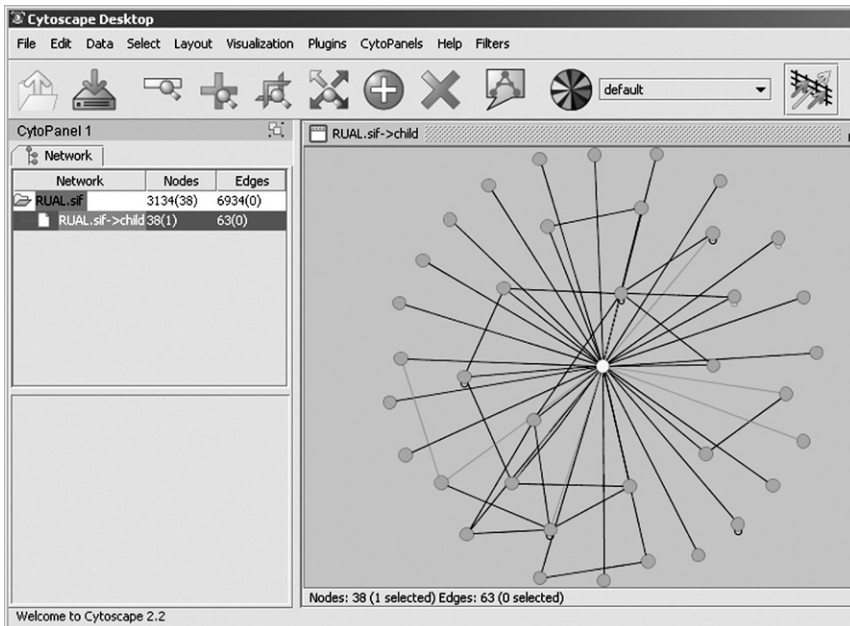 Cytoscape Desktop
File Edit Data Select Layout Visualization Plugins CytoPanels Help Filters
default
CytoPanel 1
RUAL.sif->child
Network
Network Nodes Edges
RUAL.sif 3134(38) 6934(0)
RUAL.sif->child 38(1) 63(0)
Nodes: 38 (1 selected) Edges: 63 (0 selected)
Welcome to Cytoscape 2.2